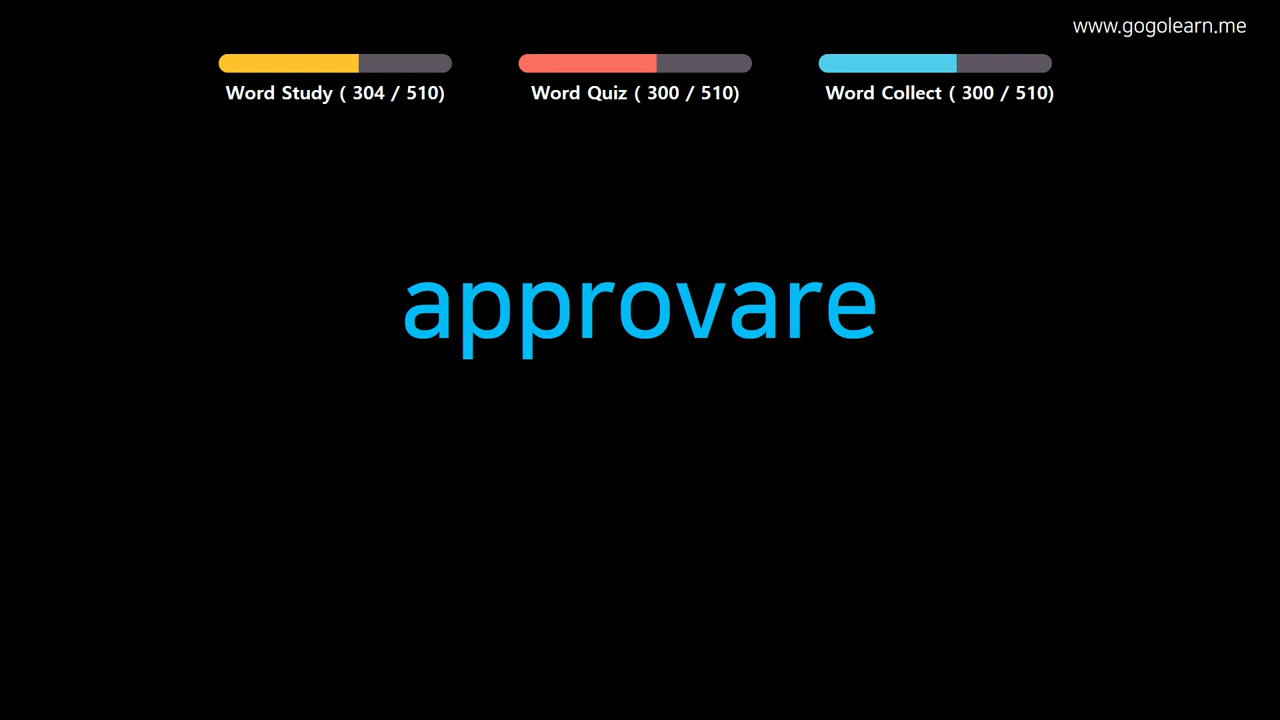 www.gogolearn.me
Word Study ( 304 / 510)
Word Quiz ( 300 / 510)
Word Collect ( 300 / 510)
approvare